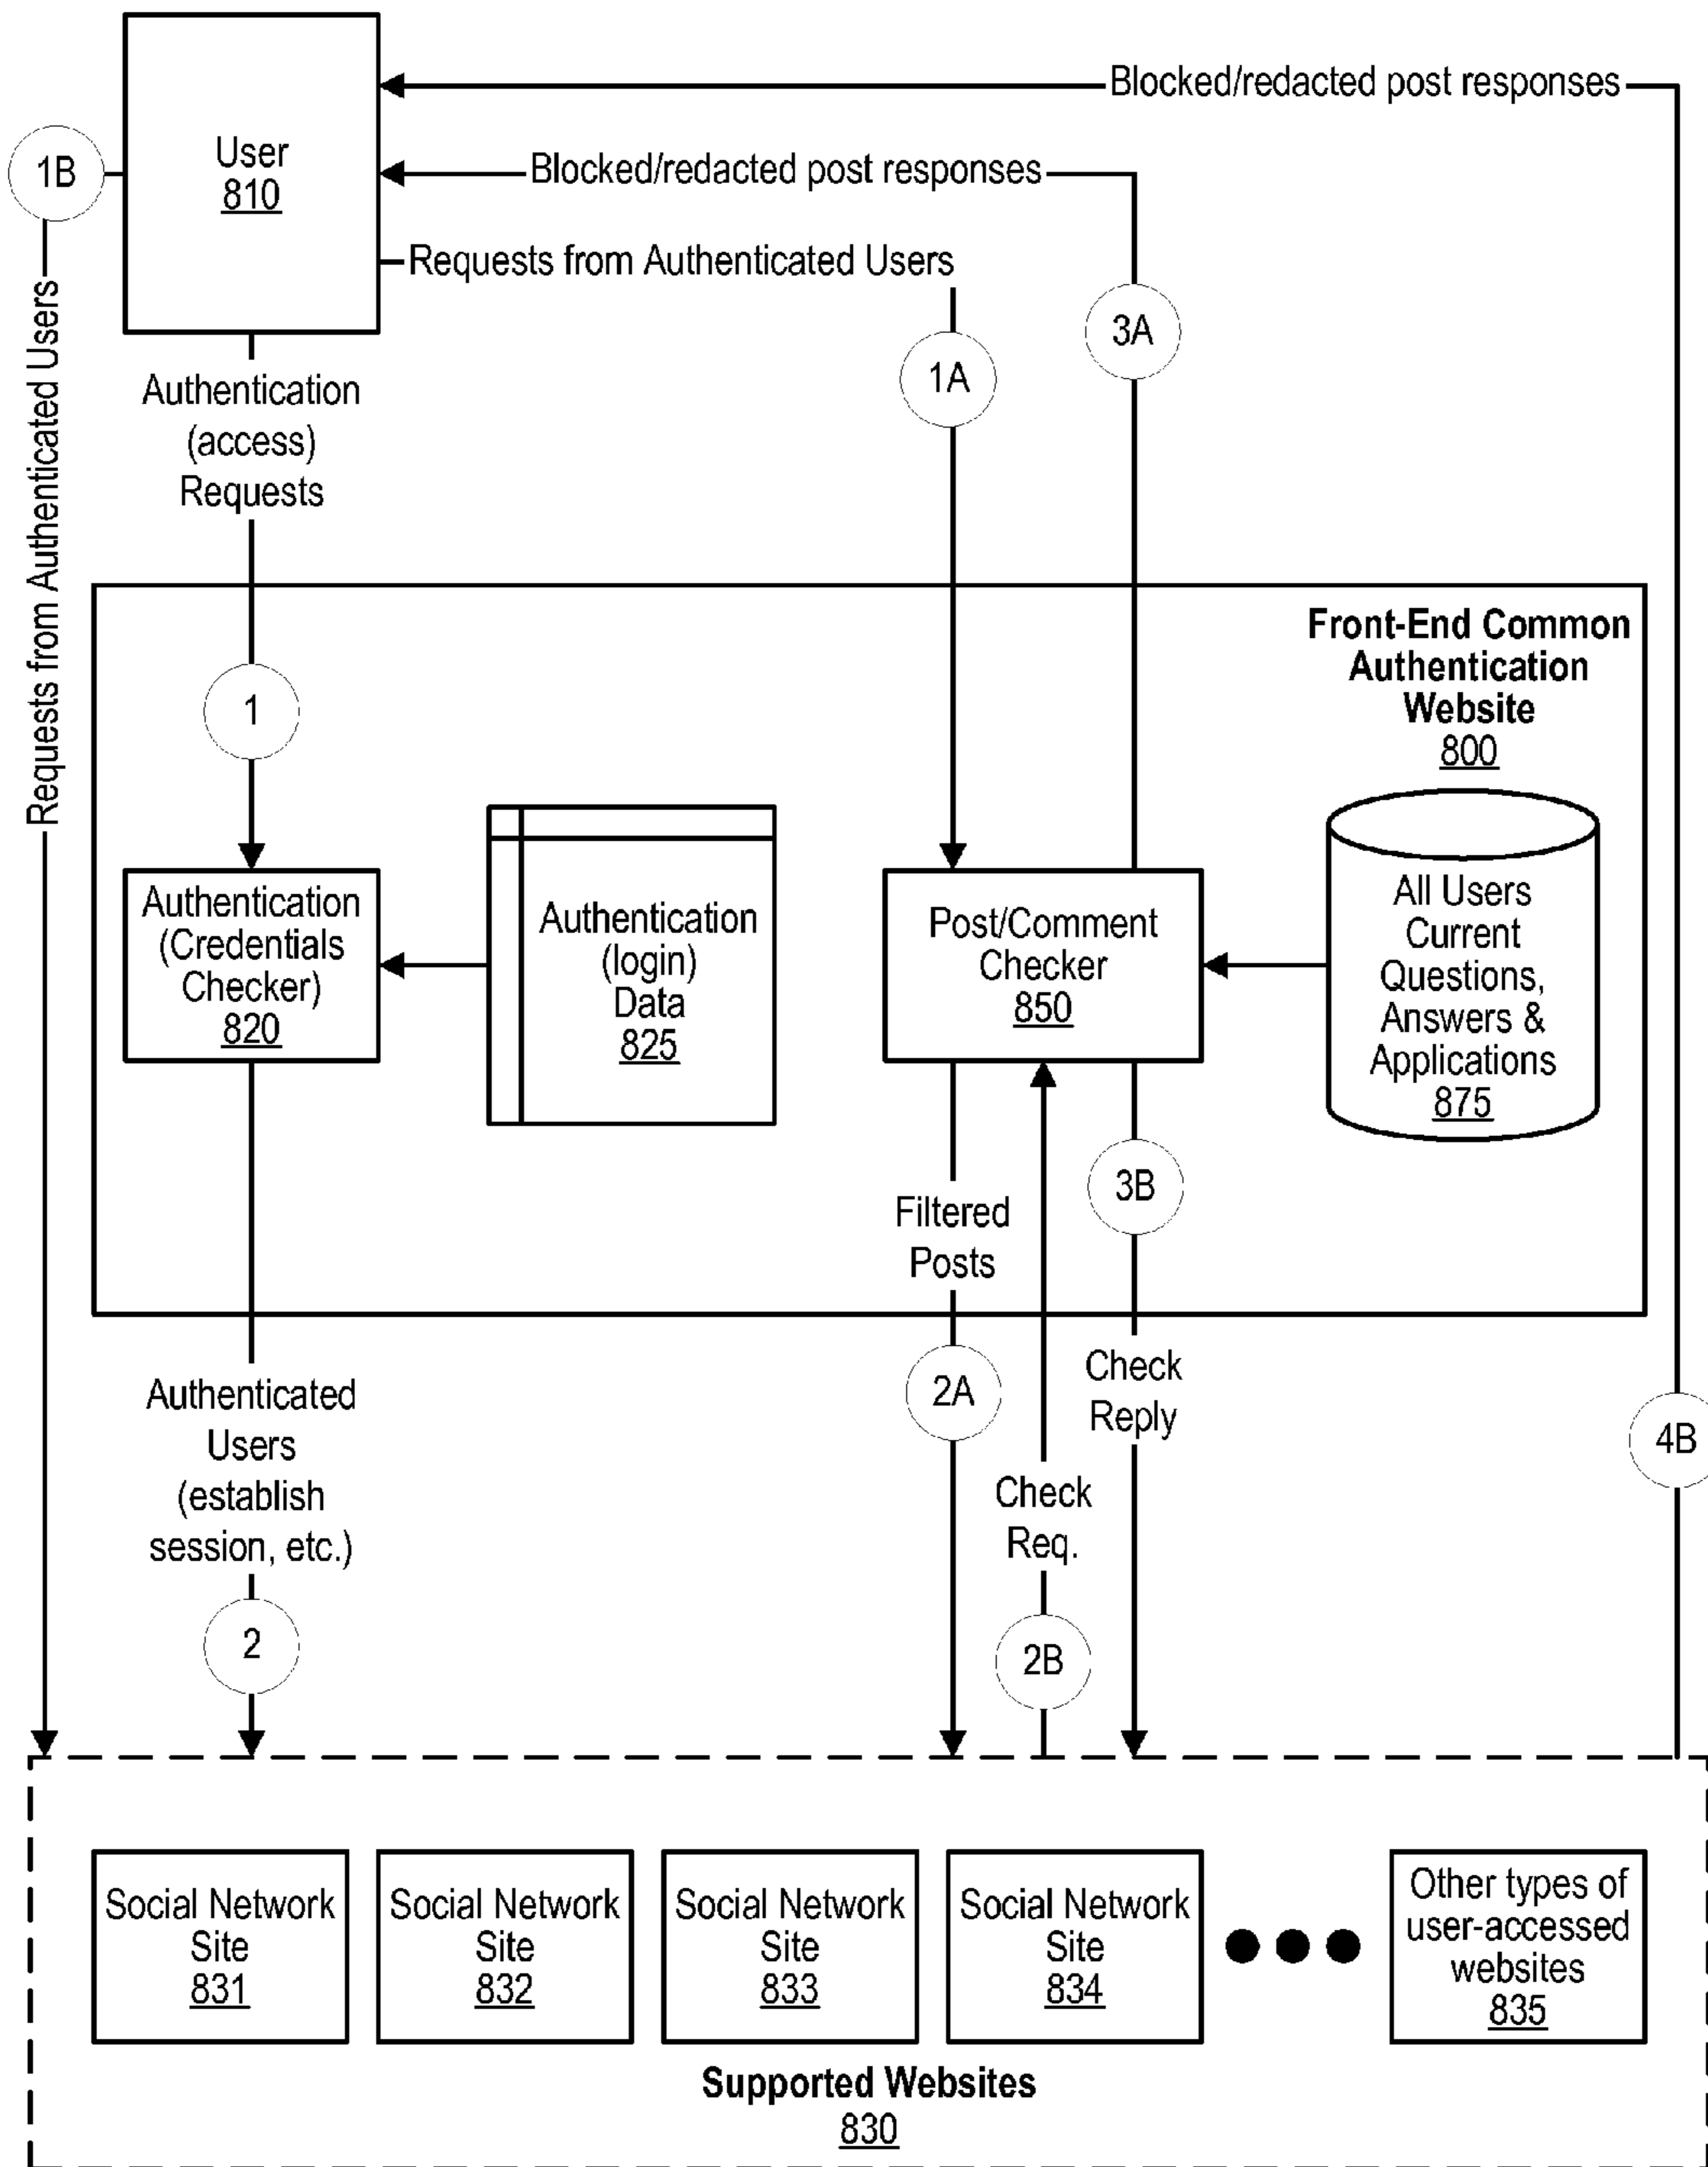 Blocked/redacted post responses
1B
User
810
Blocked/redacted post responses
Requests from Authenticated Users
3A
1A
Authentication
(access)
Requests
Requests from Authenticated Users
Front-End Common
Authentication
Website
800
1
Authentication
(Credentials
Checker)
820
Authentication
(login)
Data
825
Post/Comment
Checker
850
All Users
Current
Questions,
Answers &
Applications
875
3B
Filtered
Posts
Authenticated
Users
(establish
session, etc.)
2A
Check
Reply
4B
Check
Req.
2
2B
Social Network
Site
831
Social Network
Site
832
Social Network
Site
833
Social Network
Site
834
Other types of
user-accessed
websites
835
Supported Websites
830